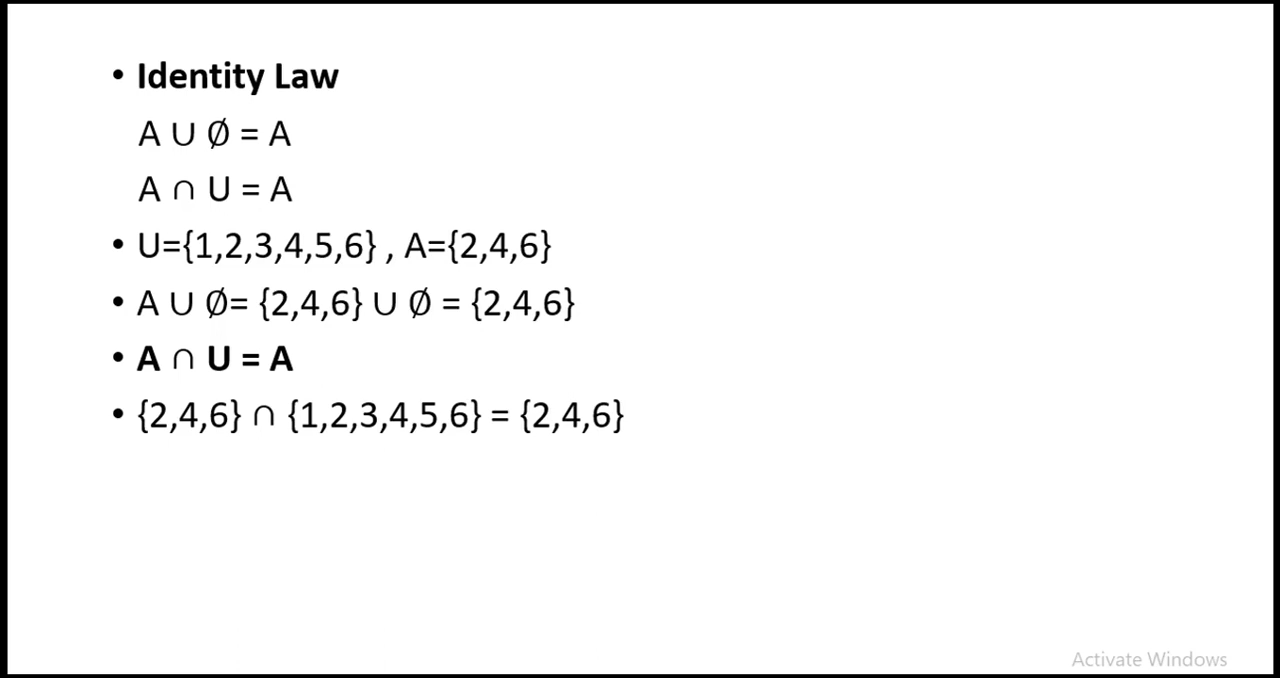 • Identity Law
A ∪ ∅ = A
A ∩ U = A
• U={1,2,3,4,5,6} , A={2,4,6}
• A ∪ ∅= {2,4,6} ∪ ∅ = {2,4,6}
• A ∩ U = A
• {2,4,6} ∩ {1,2,3,4,5,6} = {2,4,6}
Activate Windows